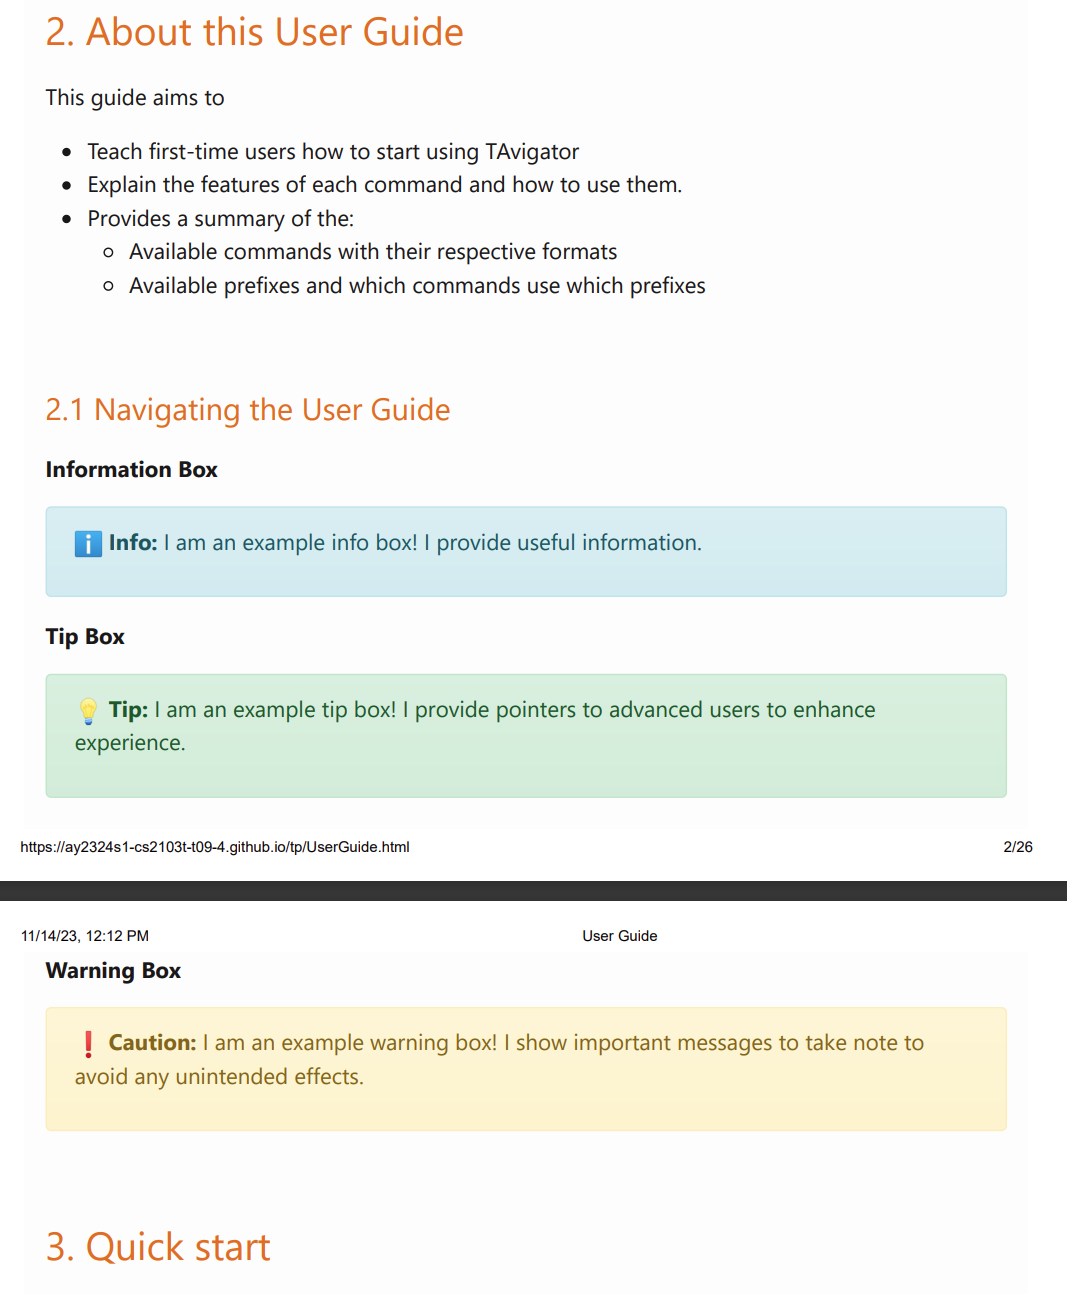 2. About this User Guide
This guide aims to
• Teach first-time users how to start using TAvigator
• Explain the features of each command and how to use them.
• Provides a summary of the:
◦ Available commands with their respective formats
◦ Available prefixes and which commands use which prefixes
2.1 Navigating the User Guide
Information Box
ℹ️ Info: I am an example info box! I provide useful information.
Tip Box
💡 Tip: I am an example tip box! I provide pointers to advanced users to enhance
experience.
https://ay2324s1-cs2103t-t09-4.github.io/tp/UserGuide.html 2/26
11/14/23, 12:12 PM User Guide
Warning Box
❗ Caution: I am an example warning box! I show important messages to take note to
avoid any unintended effects.
3. Quick start